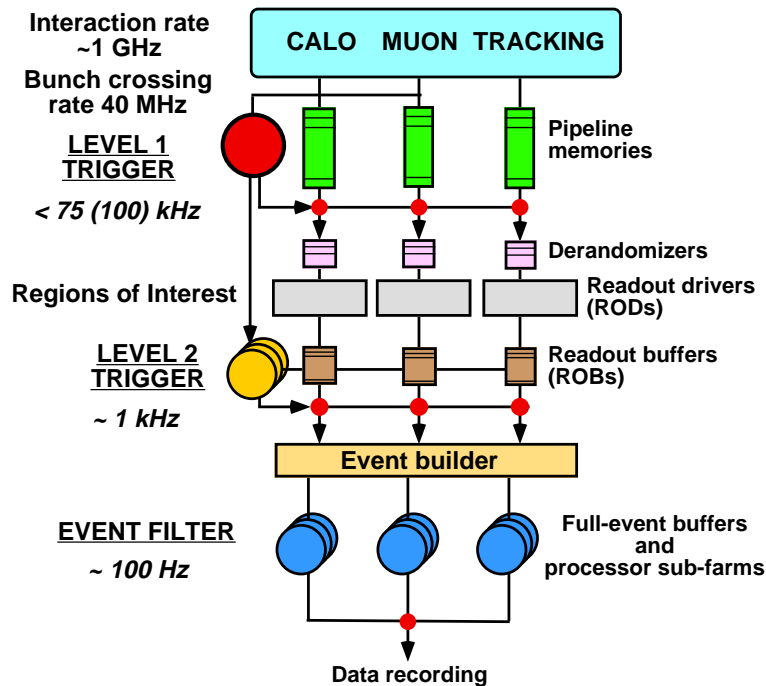 Interaction rate
~1 GHz
CALO MUON TRACKING
Bunch crossing
rate 40 MHz
LEVEL 1
TRIGGER
Pipeline
memories
< 75 (100) kHz
Derandomizers
Regions of Interest
Readout drivers
(RODs)
LEVEL 2
TRIGGER
Readout buffers
(ROBs)
~ 1 kHz
Event builder
EVENT FILTER
~ 100 Hz
Full-event buffers
and
processor sub-farms
Data recording